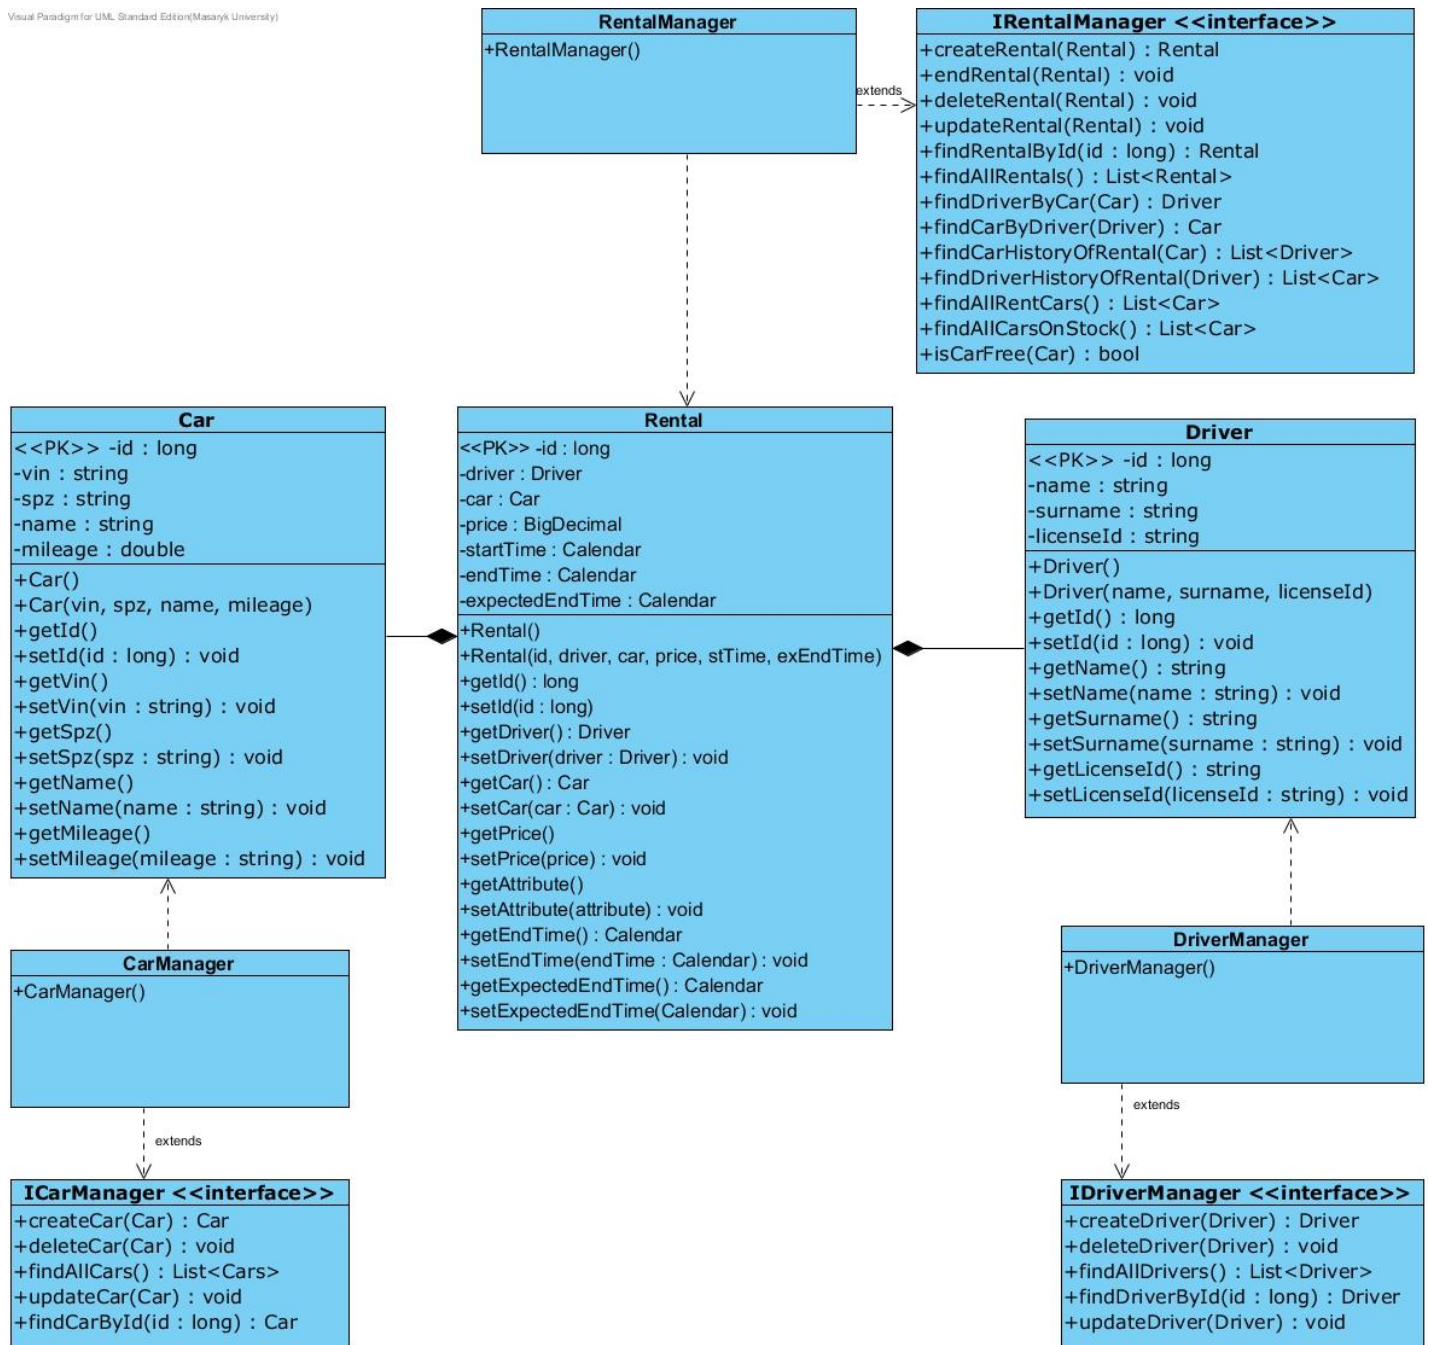 Visual Paradigm for UML Standard Edition(Masaryk University)
RentalManager
+RentalManager()
extends
IRentalManager <<interface>>
+createRental(Rental) : Rental
+endRental(Rental) : void
+deleteRental(Rental) : void
+updateRental(Rental) : void
+findRentalById(id : long) : Rental
+findAllRentals() : List<Rental>
+findDriverByCar(Car) : Driver
+findCarByDriver(Driver) : Car
+findCarHistoryOfRental(Car) : List<Driver>
+findDriverHistoryOfRental(Driver) : List<Car>
+findAllRentCars() : List<Car>
+findAllCarsOnStock() : List<Car>
+isCarFree(Car) : bool
Car
<<PK>> -id : long
-vin : string
-spz : string
-name : string
-mileage : double
+Car()
+Car(vin, spz, name, mileage)
+getId()
+setId(id : long) : void
+getVin()
+setVin(vin : string) : void
+getSpz()
+setSpz(spz : string) : void
+getName()
+setName(name : string) : void
+getMileage()
+setMileage(mileage : string) : void
Rental
<<PK>> -id : long
-driver : Driver
-car : Car
-price : BigDecimal
-startTime : Calendar
-endTime : Calendar
-expectedEndTime : Calendar
+Rental()
+Rental(id, driver, car, price, stTime, exEndTime)
+getId() : long
+setId(id : long)
+getDriver() : Driver
+setDriver(driver : Driver) : void
+getCar() : Car
+setCar(car : Car) : void
+getPrice()
+setPrice(price) : void
+getAttribute()
+setAttribute(attribute) : void
+getEndTime() : Calendar
+setEndTime(endTime : Calendar) : void
+getExpectedEndTime() : Calendar
+setExpectedEndTime(Calendar) : void
Driver
<<PK>> -id : long
-name : string
-surname : string
-licenseId : string
+Driver()
+Driver(name, surname, licenseId)
+getId() : long
+setId(id : long) : void
+getName() : string
+setName(name : string) : void
+getSurname() : string
+setSurname(surname : string) : void
+getLicenseId() : string
+setLicenseId(licenseId : string) : void
CarManager
+CarManager()
extends
ICarManager <<interface>>
+createCar(Car) : Car
+deleteCar(Car) : void
+findAllCars() : List<Cars>
+updateCar(Car) : void
+findCarById(id : long) : Car
DriverManager
+DriverManager()
extends
IDriverManager <<interface>>
+createDriver(Driver) : Driver
+deleteDriver(Driver) : void
+findAllDrivers() : List<Driver>
+findDriverById(id : long) : Driver
+updateDriver(Driver) : void